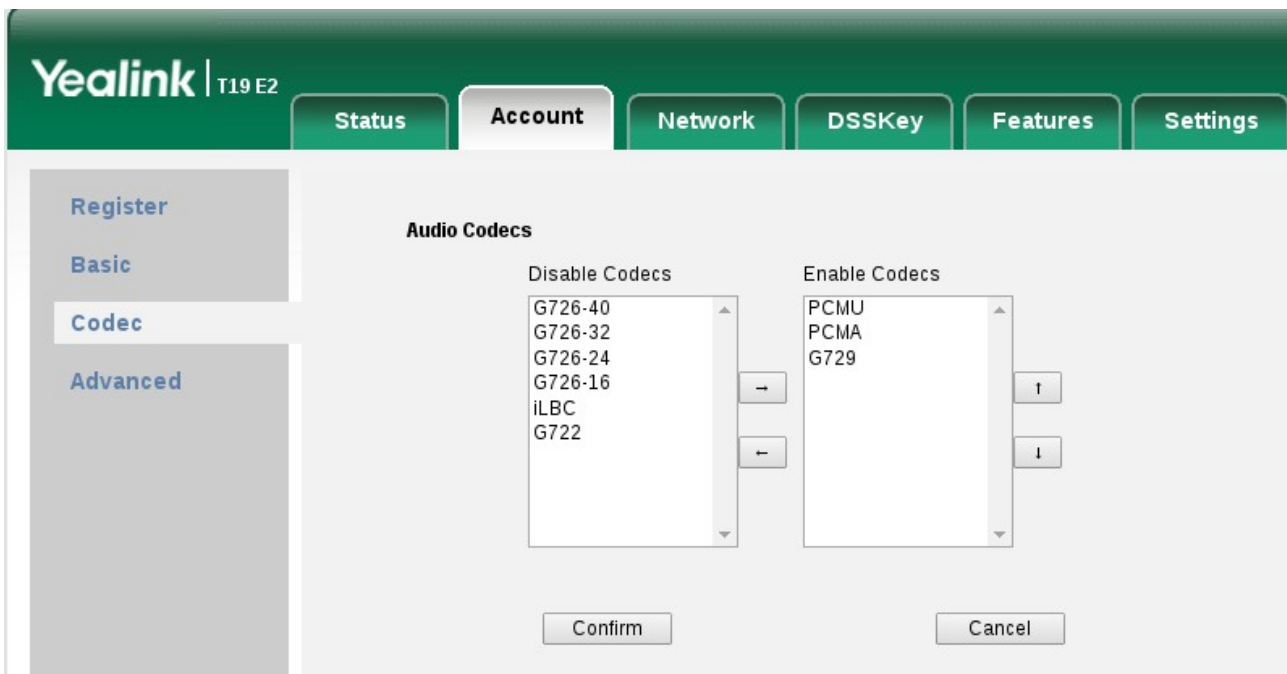 Yealink T19 E2
Status Account Network DSSKey Features Settings
Register
Basic
Codec
Advanced
Audio Codecs
Disable Codecs
G726-40
G726-32
G726-24
G726-16
iLBC
G722
→
←
Enable Codecs
PCMU
PCMA
G729
↑
↓
Confirm Cancel